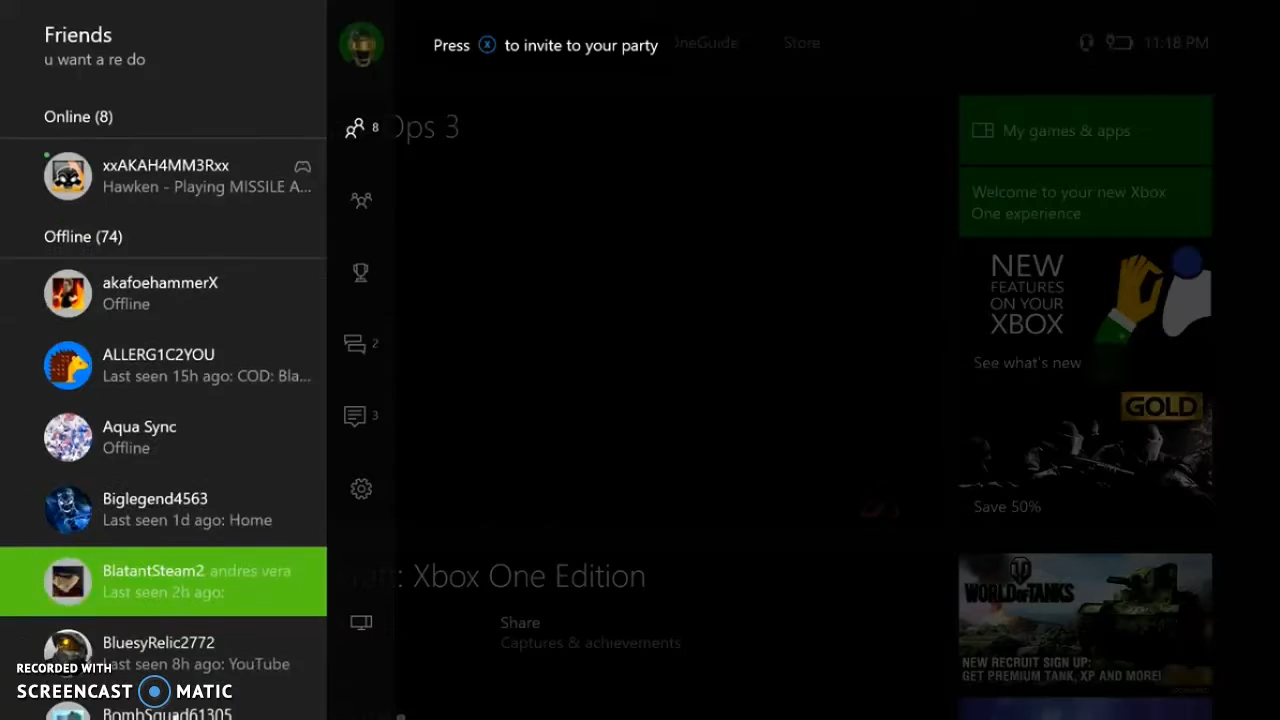 Friends
u want a re do
Online (8)
xxAKAH4MM3Rxx
Hawken - Playing MISSILE A...
Offline (74)
akafoehammerX
Offline
ALLERG1C2YOU
Last seen 15h ago: COD: Bla...
Aqua Sync
Offline
Biglegend4563
Last seen 1d ago: Home
BlatantSteam2 andres vera
Last seen 2h ago:
BluesyRelic2772
Last seen 8h ago: YouTube
BombSquad61305
RECORDED WITH
SCREENCAST MATIC
8
2
3
Press X to invite to your party
OneGuide
Store
11:18 PM
Ops 3
: Xbox One Edition
Share
Captures & achievements
My games & apps
Welcome to your new Xbox
One experience
NEW
FEATURES
ON YOUR
XBOX
See what's new
GOLD
Save 50%
WORLD OF TANKS
NEW RECRUIT SIGN UP:
GET PREMIUM TANK, XP AND MORE!